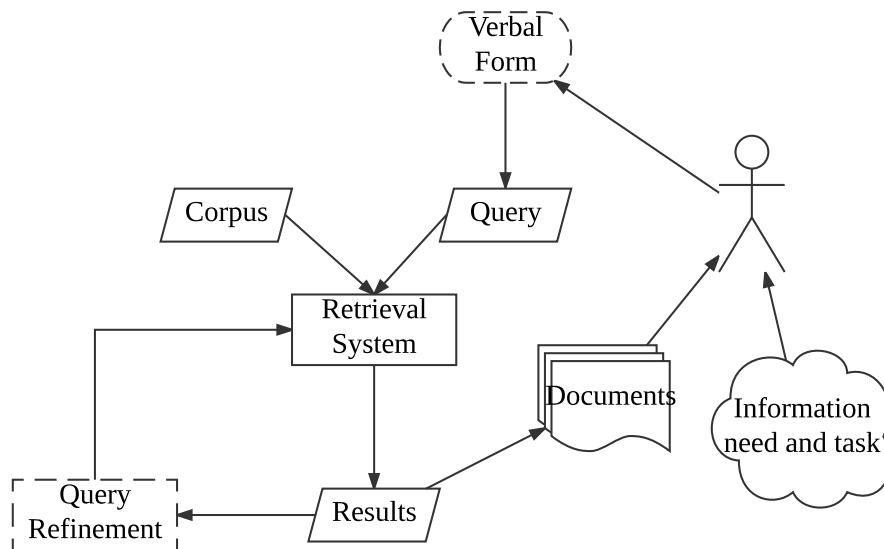 Verbal
Form
Corpus
Query
Retrieval
System
Documents
Information
need and task
Query
Refinement
Results